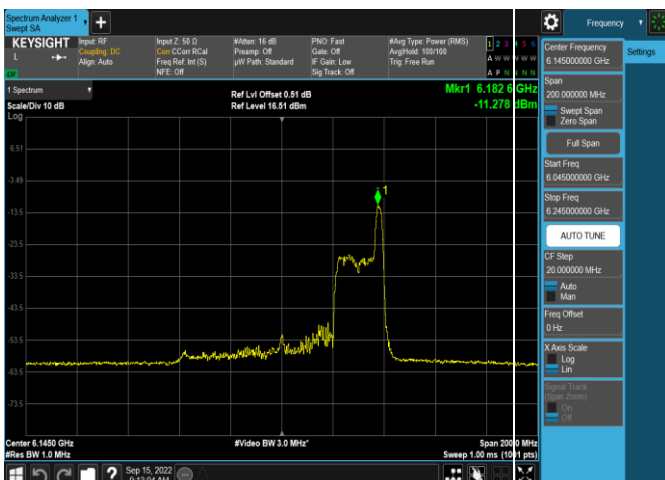 Spectrum Analyzer 1
Swept SA
Frequency
KEYSIGHT
L
Input: RF
Coupling: DC
Align: Auto
Input Z: 50 Ω
Corr CCorr RCal
Freq Ref: Int (S)
NFE: Off
#Atten: 16 dB
Preamp: Off
µW Path: Standard
PNO: Fast
Gate: Off
IF Gain: Low
Sig Track: Off
#Avg Type: Power (RMS)
Avg|Hold: 100/100
Trig: Free Run
1 2 3 4 5 6
A W W W W W
A P N N N N
1 Spectrum
Scale/Div 10 dB
Log
Ref Lvl Offset 0.51 dB
Ref Level 16.51 dBm
Mkr1 6.182 6 GHz
-11.278 dBm
6.51
-3.49
-13.5
-23.5
-33.5
-43.5
-53.5
-63.5
-73.5
1
Center 6.1450 GHz
#Res BW 1.0 MHz
#Video BW 3.0 MHz*
Span 200.0 MHz
Sweep 1.00 ms (1001 pts)
Center Frequency
6.145000000 GHz
Settings
Span
200.000000 MHz
Swept Span
Zero Span
Full Span
Start Freq
6.045000000 GHz
Stop Freq
6.245000000 GHz
AUTO TUNE
CF Step
20.000000 MHz
Auto
Man
Freq Offset
0 Hz
X Axis Scale
Log
Lin
Signal Track
(Span Zoom)
On
Off
?
Sep 15, 2022